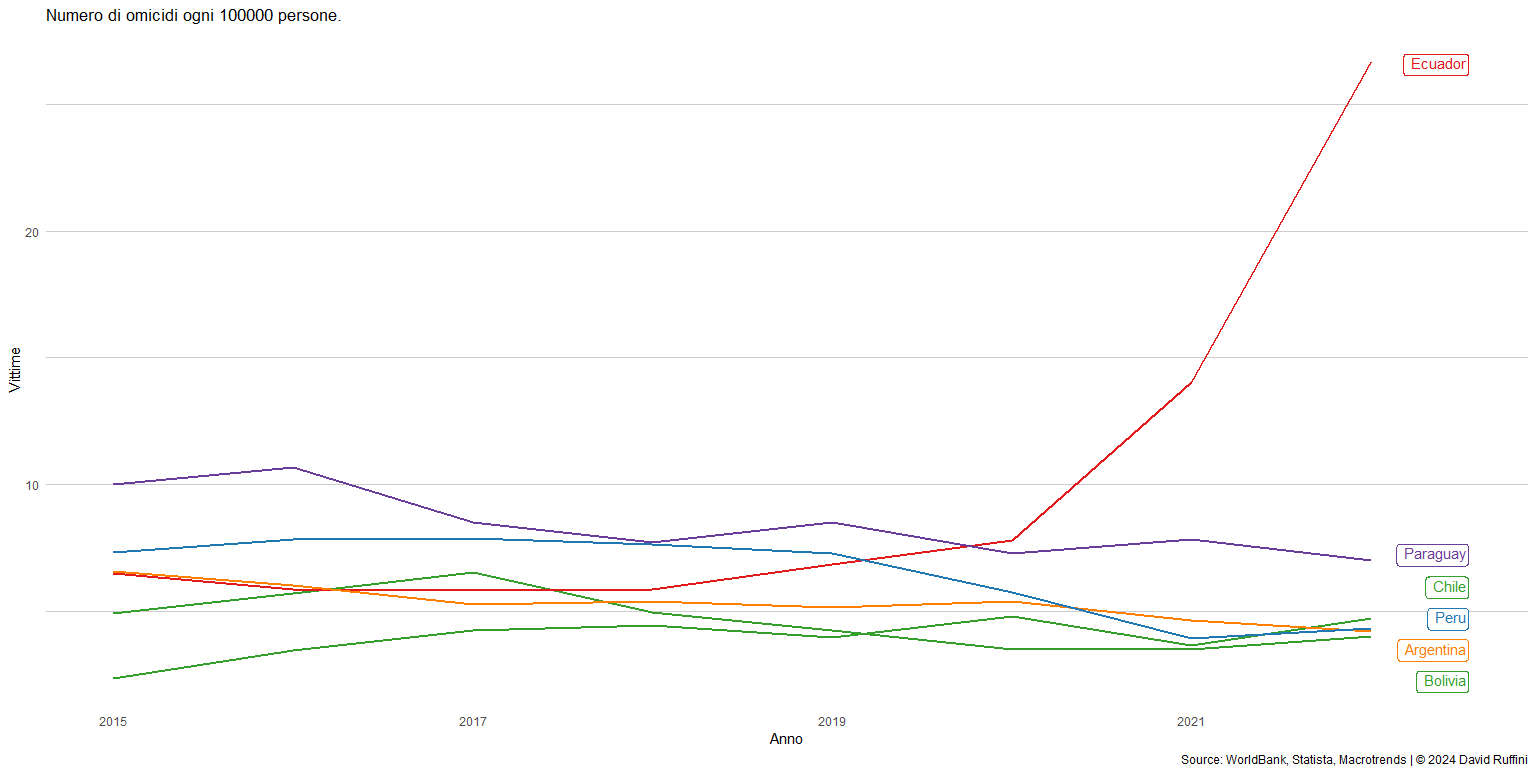 Numero di omicidi ogni 100000 persone.
Ecuador
20
Vittime
10
Paraguay
Chile
Peru
Argentina
Bolivia
2015
2017
2019
2021
Anno
Source: WorldBank, Statista, Macrotrends | © 2024 David Ruffini